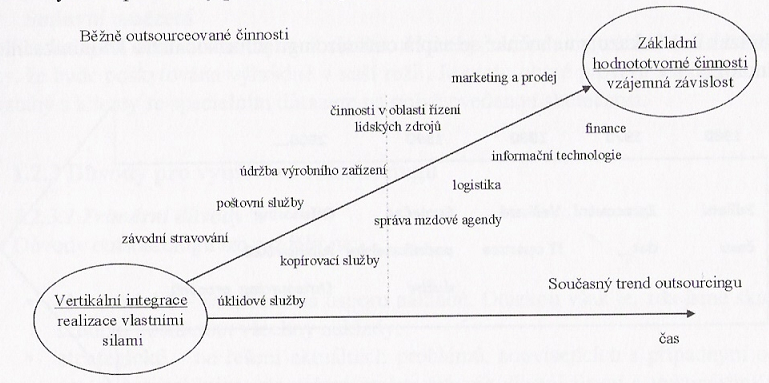 Běžně outsourceované činnosti
Základní
hodnototvorné činnosti
vzájemná závislost
marketing a prodej
činnosti v oblasti řízení
lidských zdrojů
finance
informační technologie
údržba výrobního zařízení
logistika
poštovní služby
správa mzdové agendy
závodní stravování
kopírovací služby
Vertikální integrace
realizace vlastními
silami
úklidové služby
Současný trend outsourcingu
čas